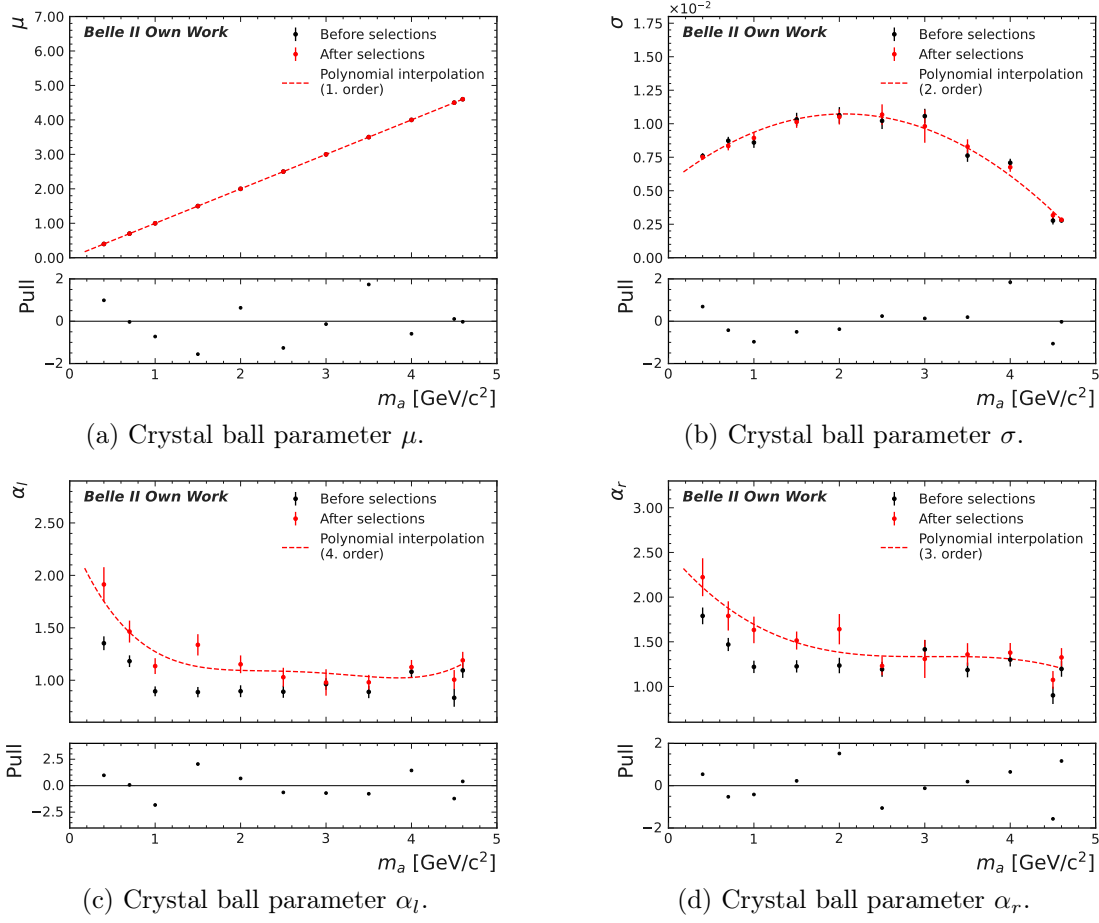 μ
7.00
6.00
5.00
4.00
3.00
2.00
1.00
0.00
Belle II Own Work
Before selections
After selections
Polynomial interpolation
(1. order)
Pull
2
0
−2
0 1 2 3 4 5
m_a [GeV/c²]
(a) Crystal ball parameter μ.
σ
×10⁻²
1.75
1.50
1.25
1.00
0.75
0.50
0.25
0.00
Belle II Own Work
Before selections
After selections
Polynomial interpolation
(2. order)
Pull
2
0
−2
0 1 2 3 4 5
m_a [GeV/c²]
(b) Crystal ball parameter σ.
α_l
2.50
2.00
1.50
1.00
Belle II Own Work
Before selections
After selections
Polynomial interpolation
(4. order)
Pull
2.5
0.0
−2.5
0 1 2 3 4 5
m_a [GeV/c²]
(c) Crystal ball parameter α_l.
α_r
3.00
2.50
2.00
1.50
1.00
Belle II Own Work
Before selections
After selections
Polynomial interpolation
(3. order)
Pull
2
0
−2
0 1 2 3 4 5
m_a [GeV/c²]
(d) Crystal ball parameter α_r.